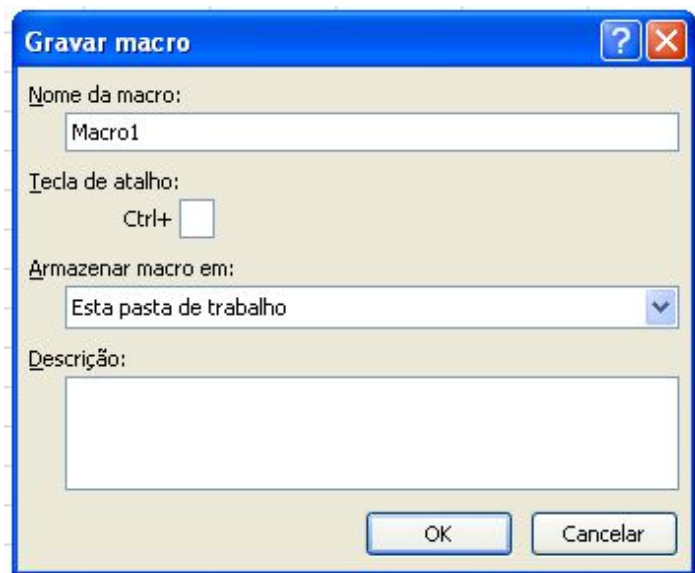 Gravar macro
Nome da macro:
Macro1
Tecla de atalho:
Ctrl+
Armazenar macro em:
Esta pasta de trabalho
Descrição:
OK Cancelar